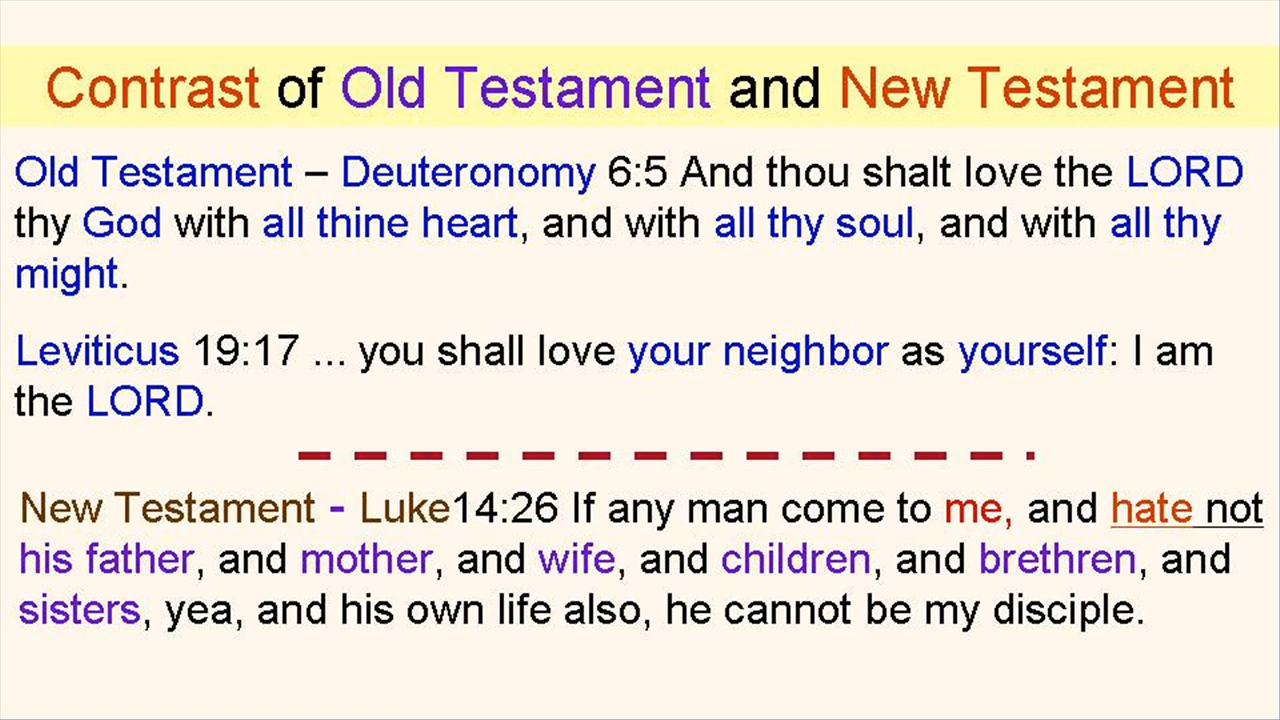 Contrast of Old Testament and New Testament
Old Testament – Deuteronomy 6:5 And thou shalt love the LORD
thy God with all thine heart, and with all thy soul, and with all thy
might.
Leviticus 19:17 ... you shall love your neighbor as yourself: I am
the LORD.
New Testament - Luke14:26 If any man come to me, and hate not
his father, and mother, and wife, and children, and brethren, and
sisters, yea, and his own life also, he cannot be my disciple.